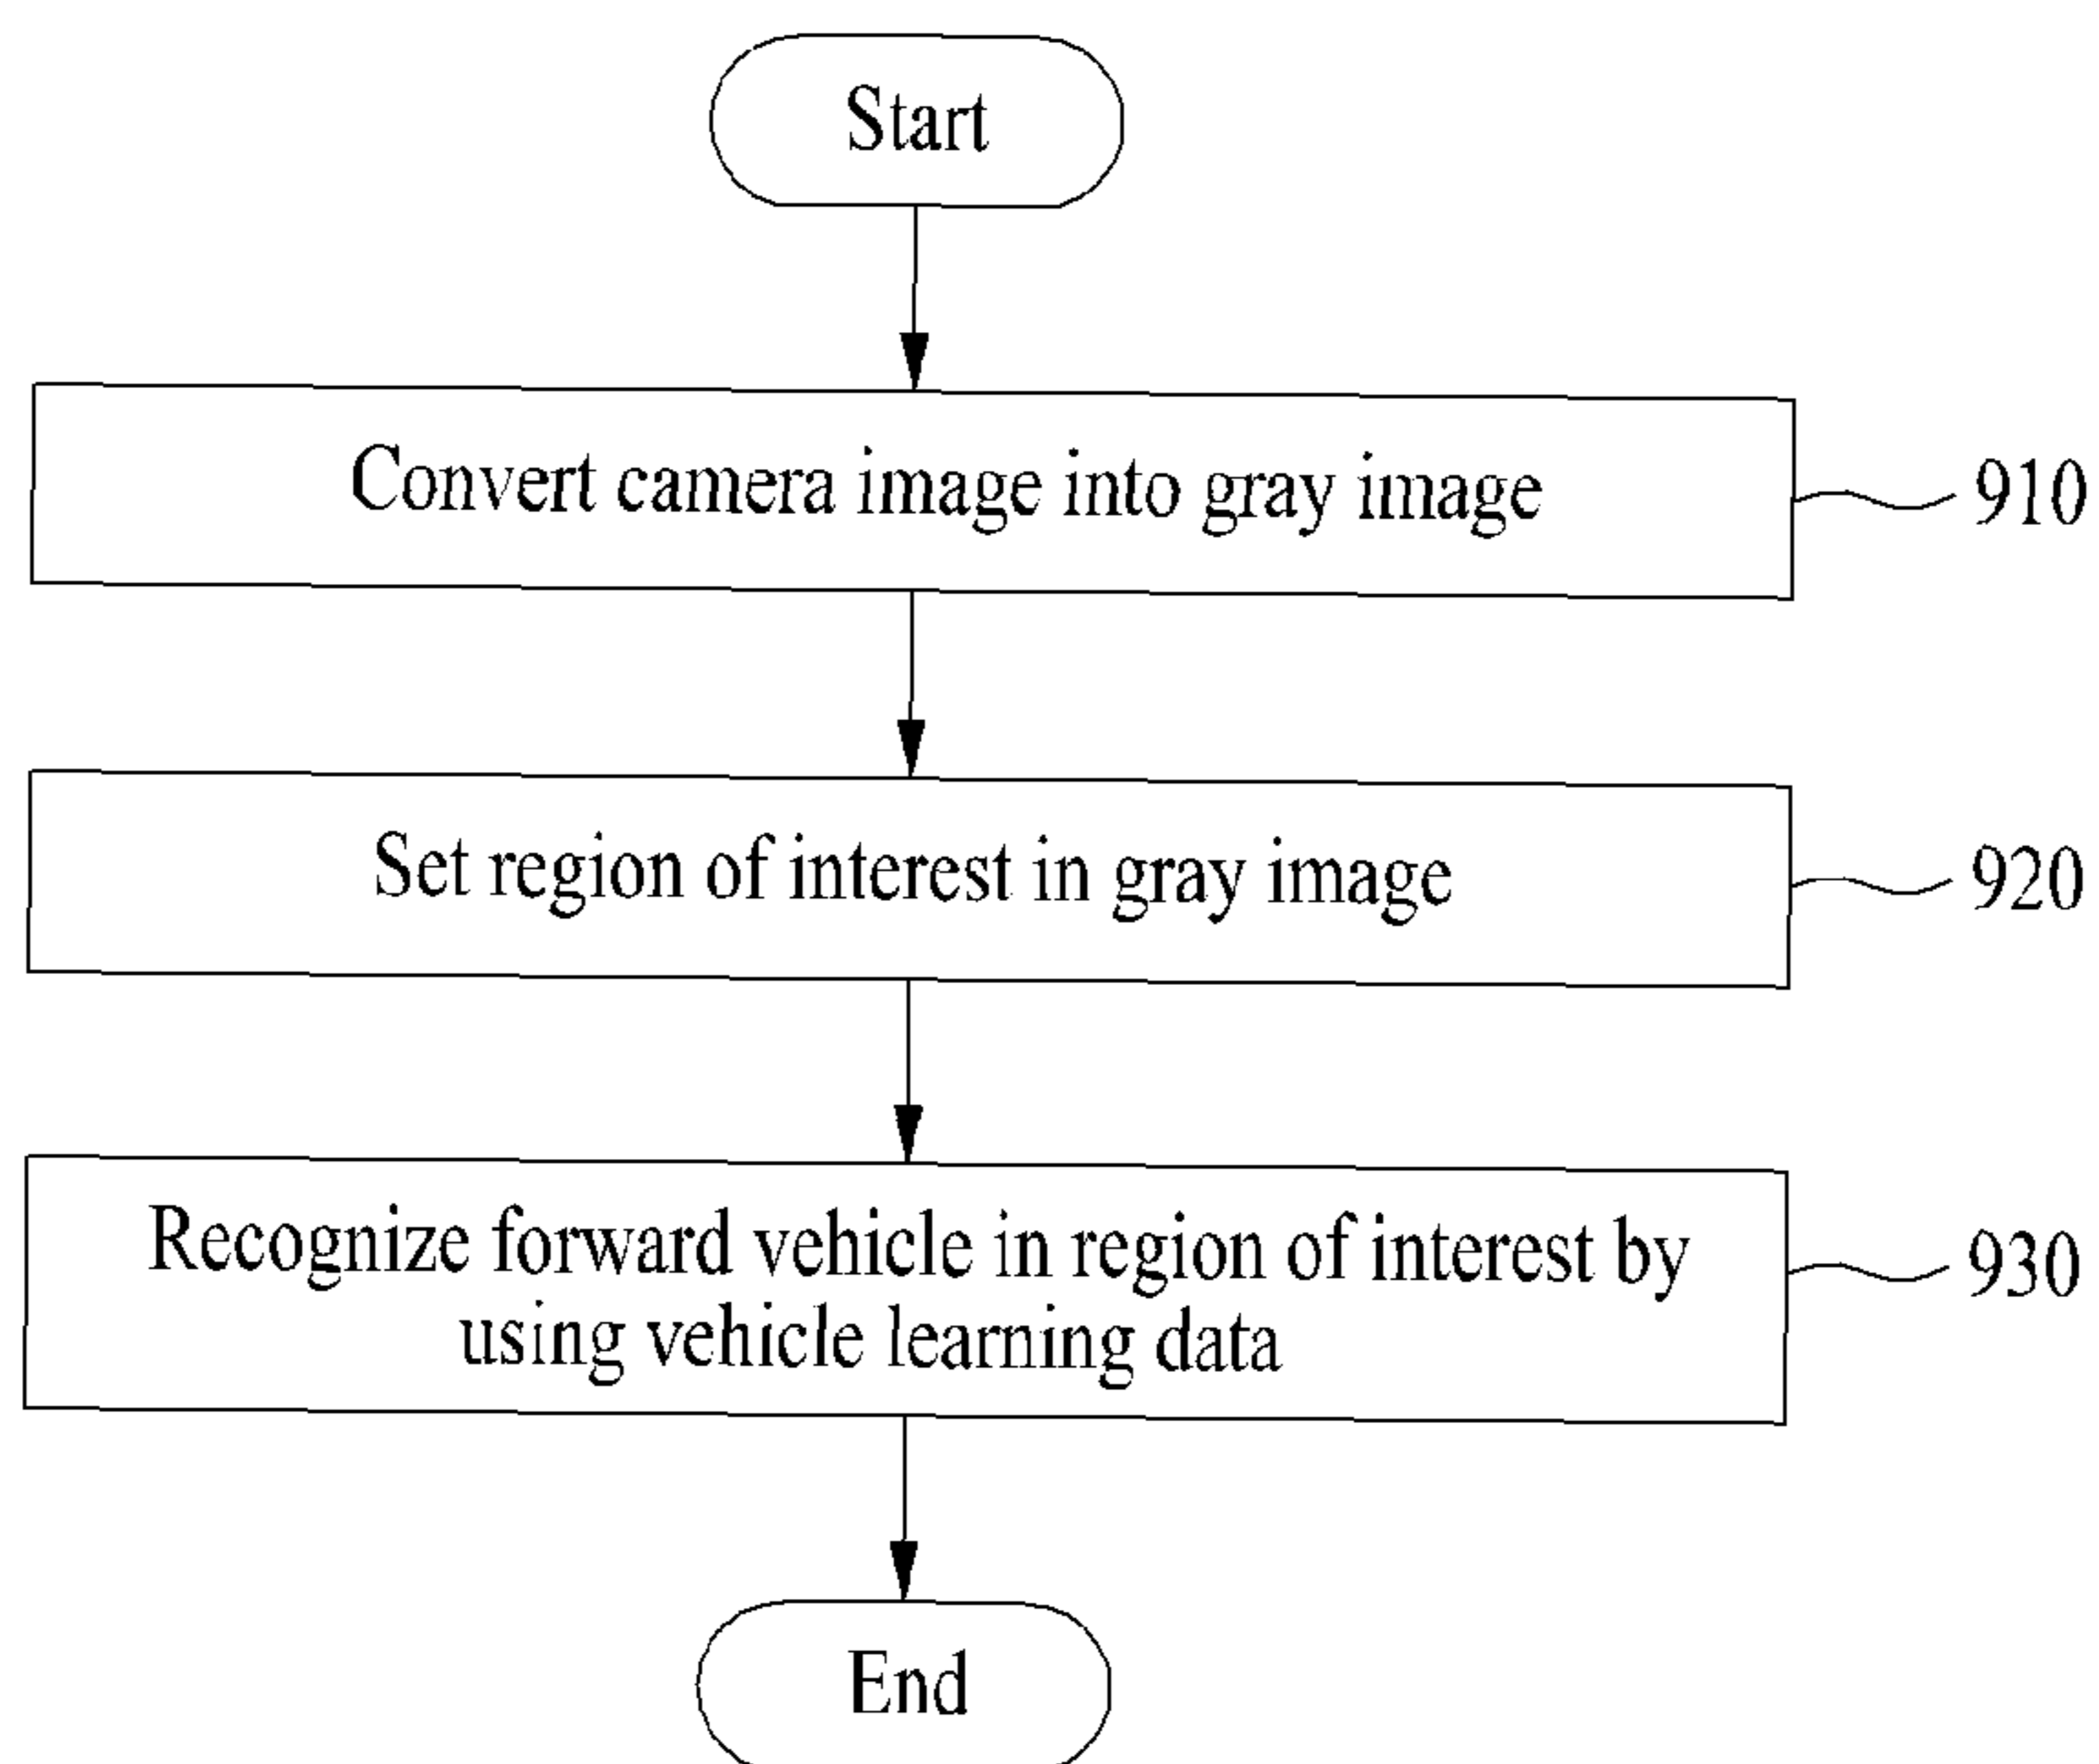 Start
Convert camera image into gray image
910
Set region of interest in gray image
920
Recognize forward vehicle in region of interest by
using vehicle learning data
930
End